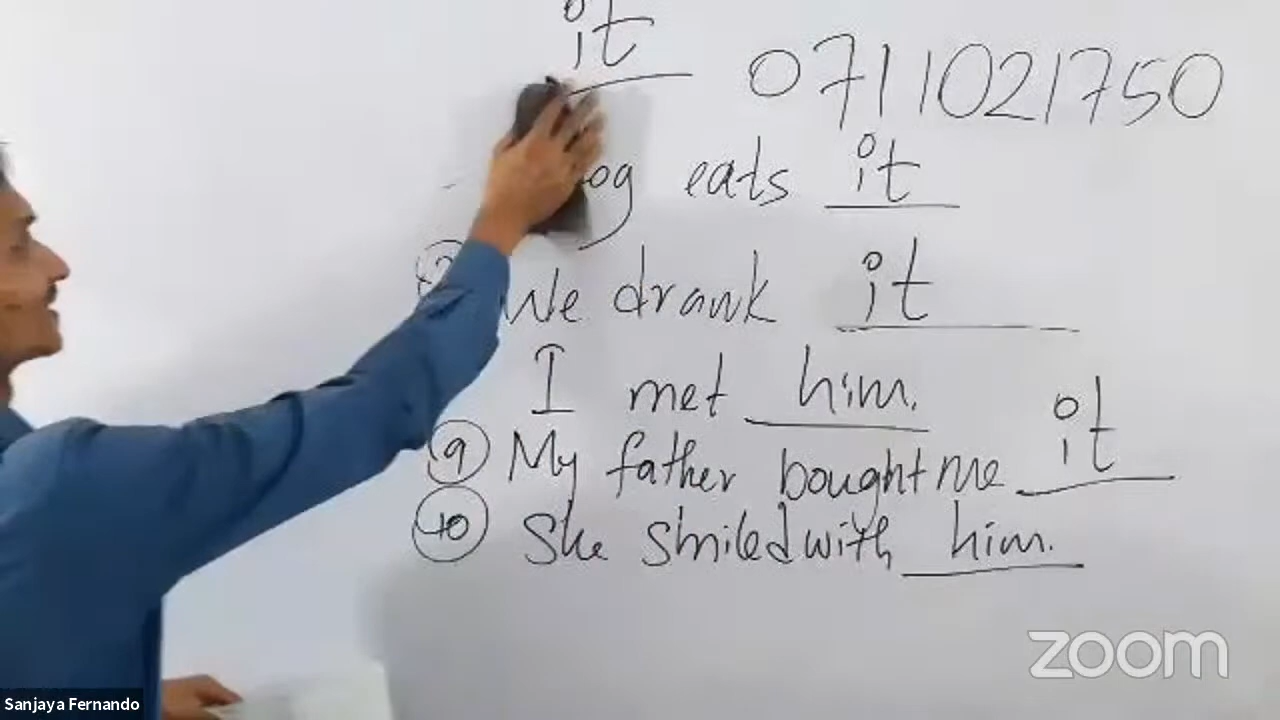 it
0711021750
eats it
We drank it
I met him.
9 My father bought me it
10 She smiled with him.
zoom
Sanjaya Fernando